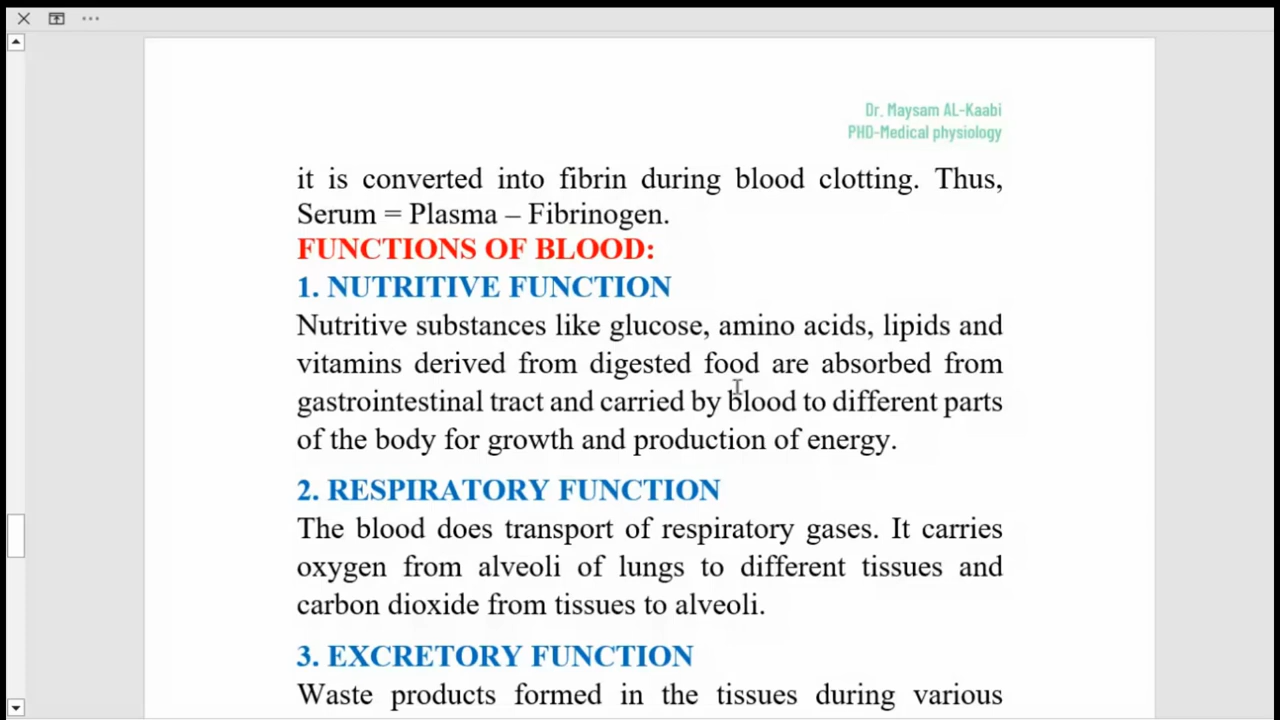 Dr. Maysam AL-Kaabi
PHD-Medical physiology
it is converted into fibrin during blood clotting. Thus,
Serum = Plasma – Fibrinogen.
FUNCTIONS OF BLOOD:
1. NUTRITIVE FUNCTION
Nutritive substances like glucose, amino acids, lipids and
vitamins derived from digested food are absorbed from
gastrointestinal tract and carried by blood to different parts
of the body for growth and production of energy.
2. RESPIRATORY FUNCTION
The blood does transport of respiratory gases. It carries
oxygen from alveoli of lungs to different tissues and
carbon dioxide from tissues to alveoli.
3. EXCRETORY FUNCTION
Waste products formed in the tissues during various